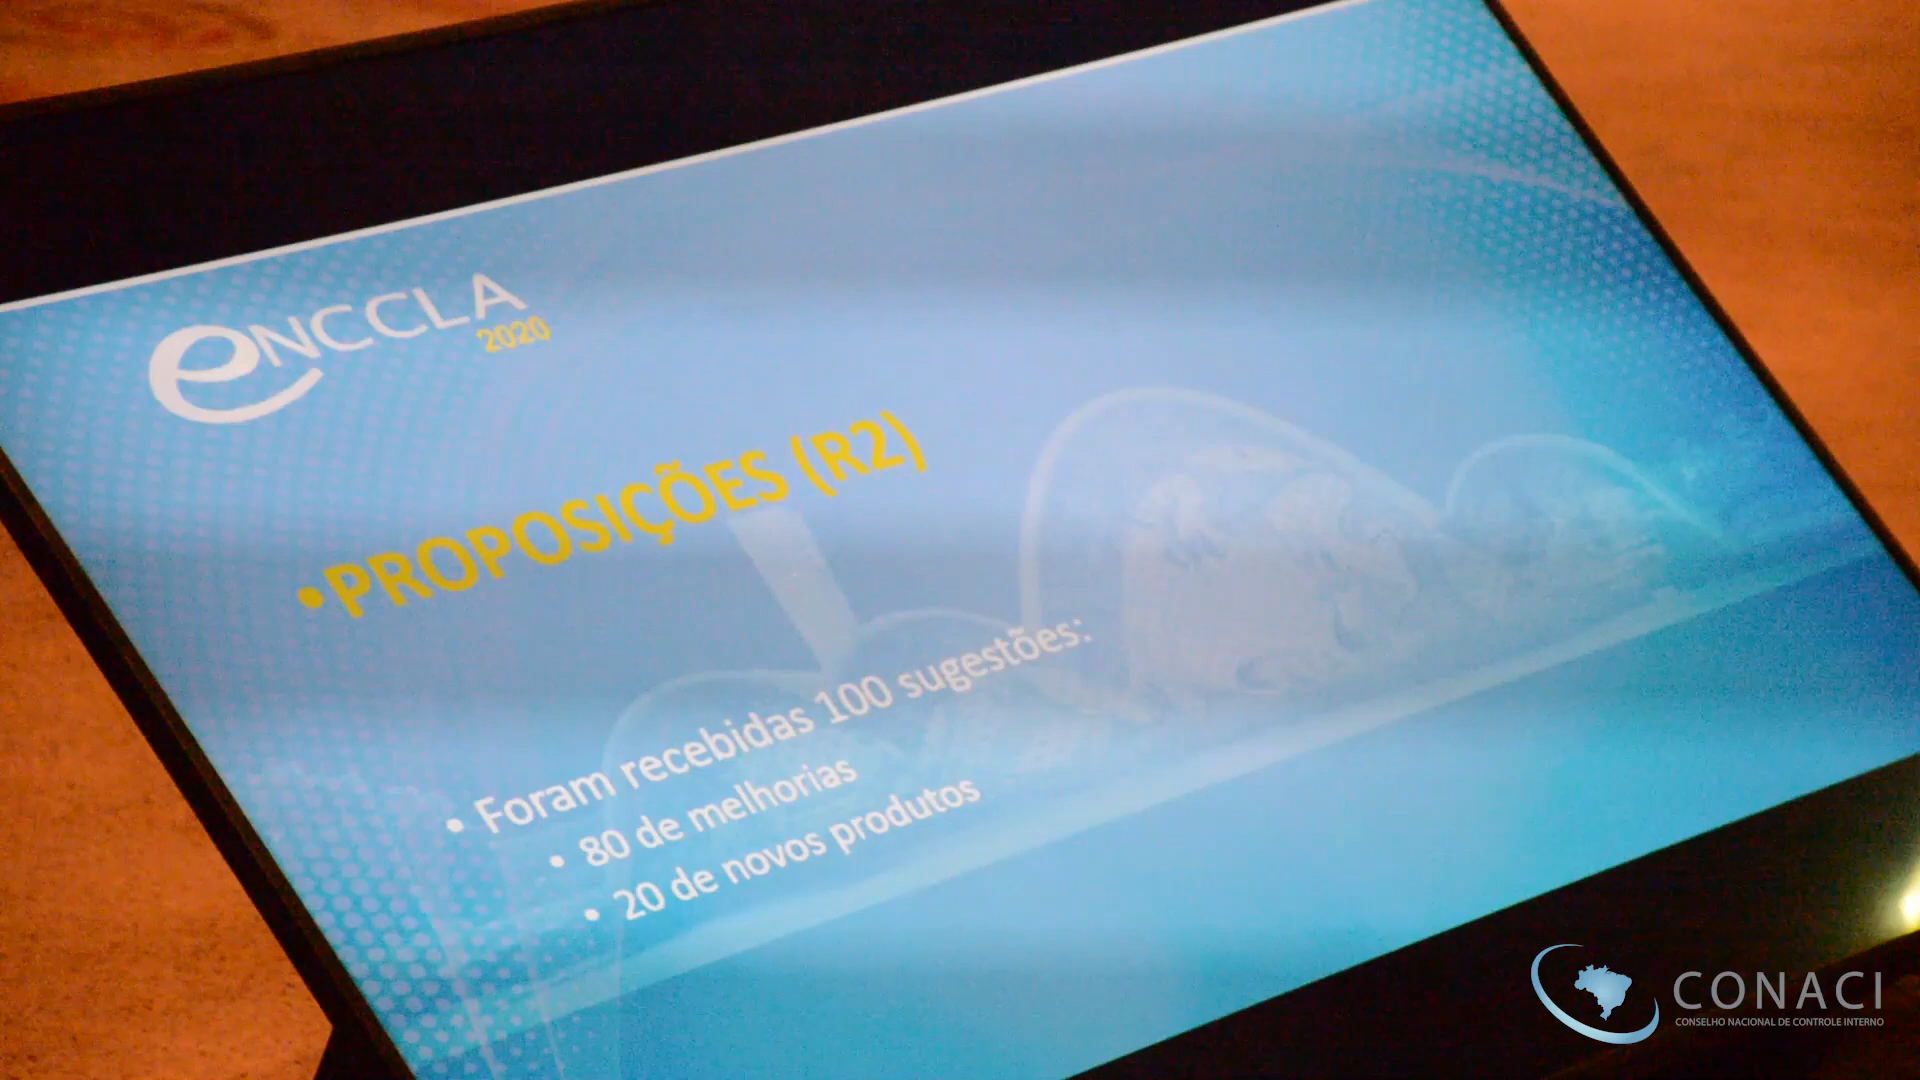 eNCCLA
2020
•PROPOSIÇÕES (R2)
• Foram recebidas 100 sugestões:
• 80 de melhorias
• 20 de novos produtos
CONACI
CONSELHO NACIONAL DE CONTROLE INTERNO